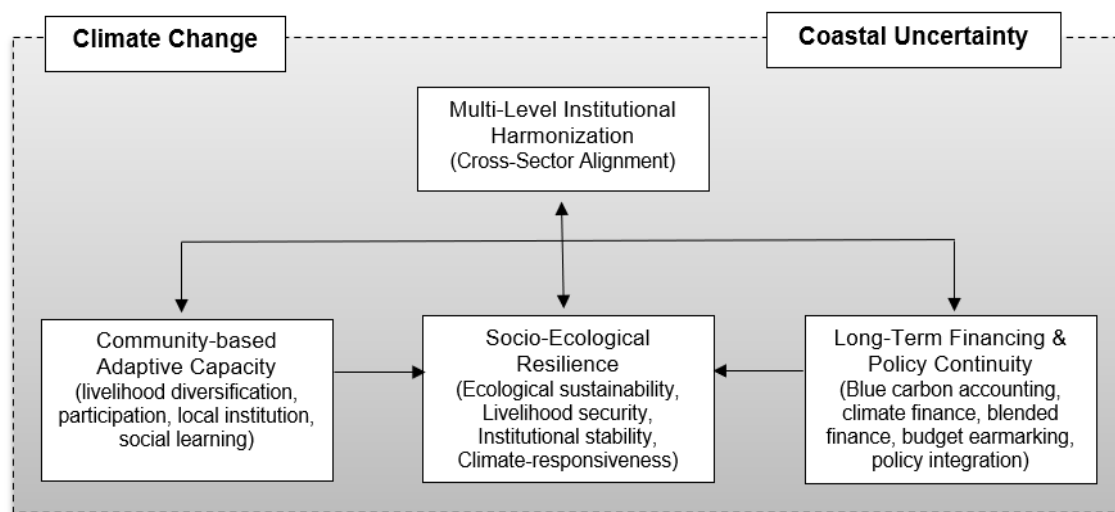 Climate Change
Coastal Uncertainty
Multi-Level Institutional
Harmonization
(Cross-Sector Alignment)
Community-based
Adaptive Capacity
(livelihood diversification,
participation, local institution,
social learning)
Socio-Ecological
Resilience
(Ecological sustainability,
Livelihood security,
Institutional stability,
Climate-responsiveness)
Long-Term Financing &
Policy Continuity
(Blue carbon accounting,
climate finance, blended
finance, budget earmarking,
policy integration)